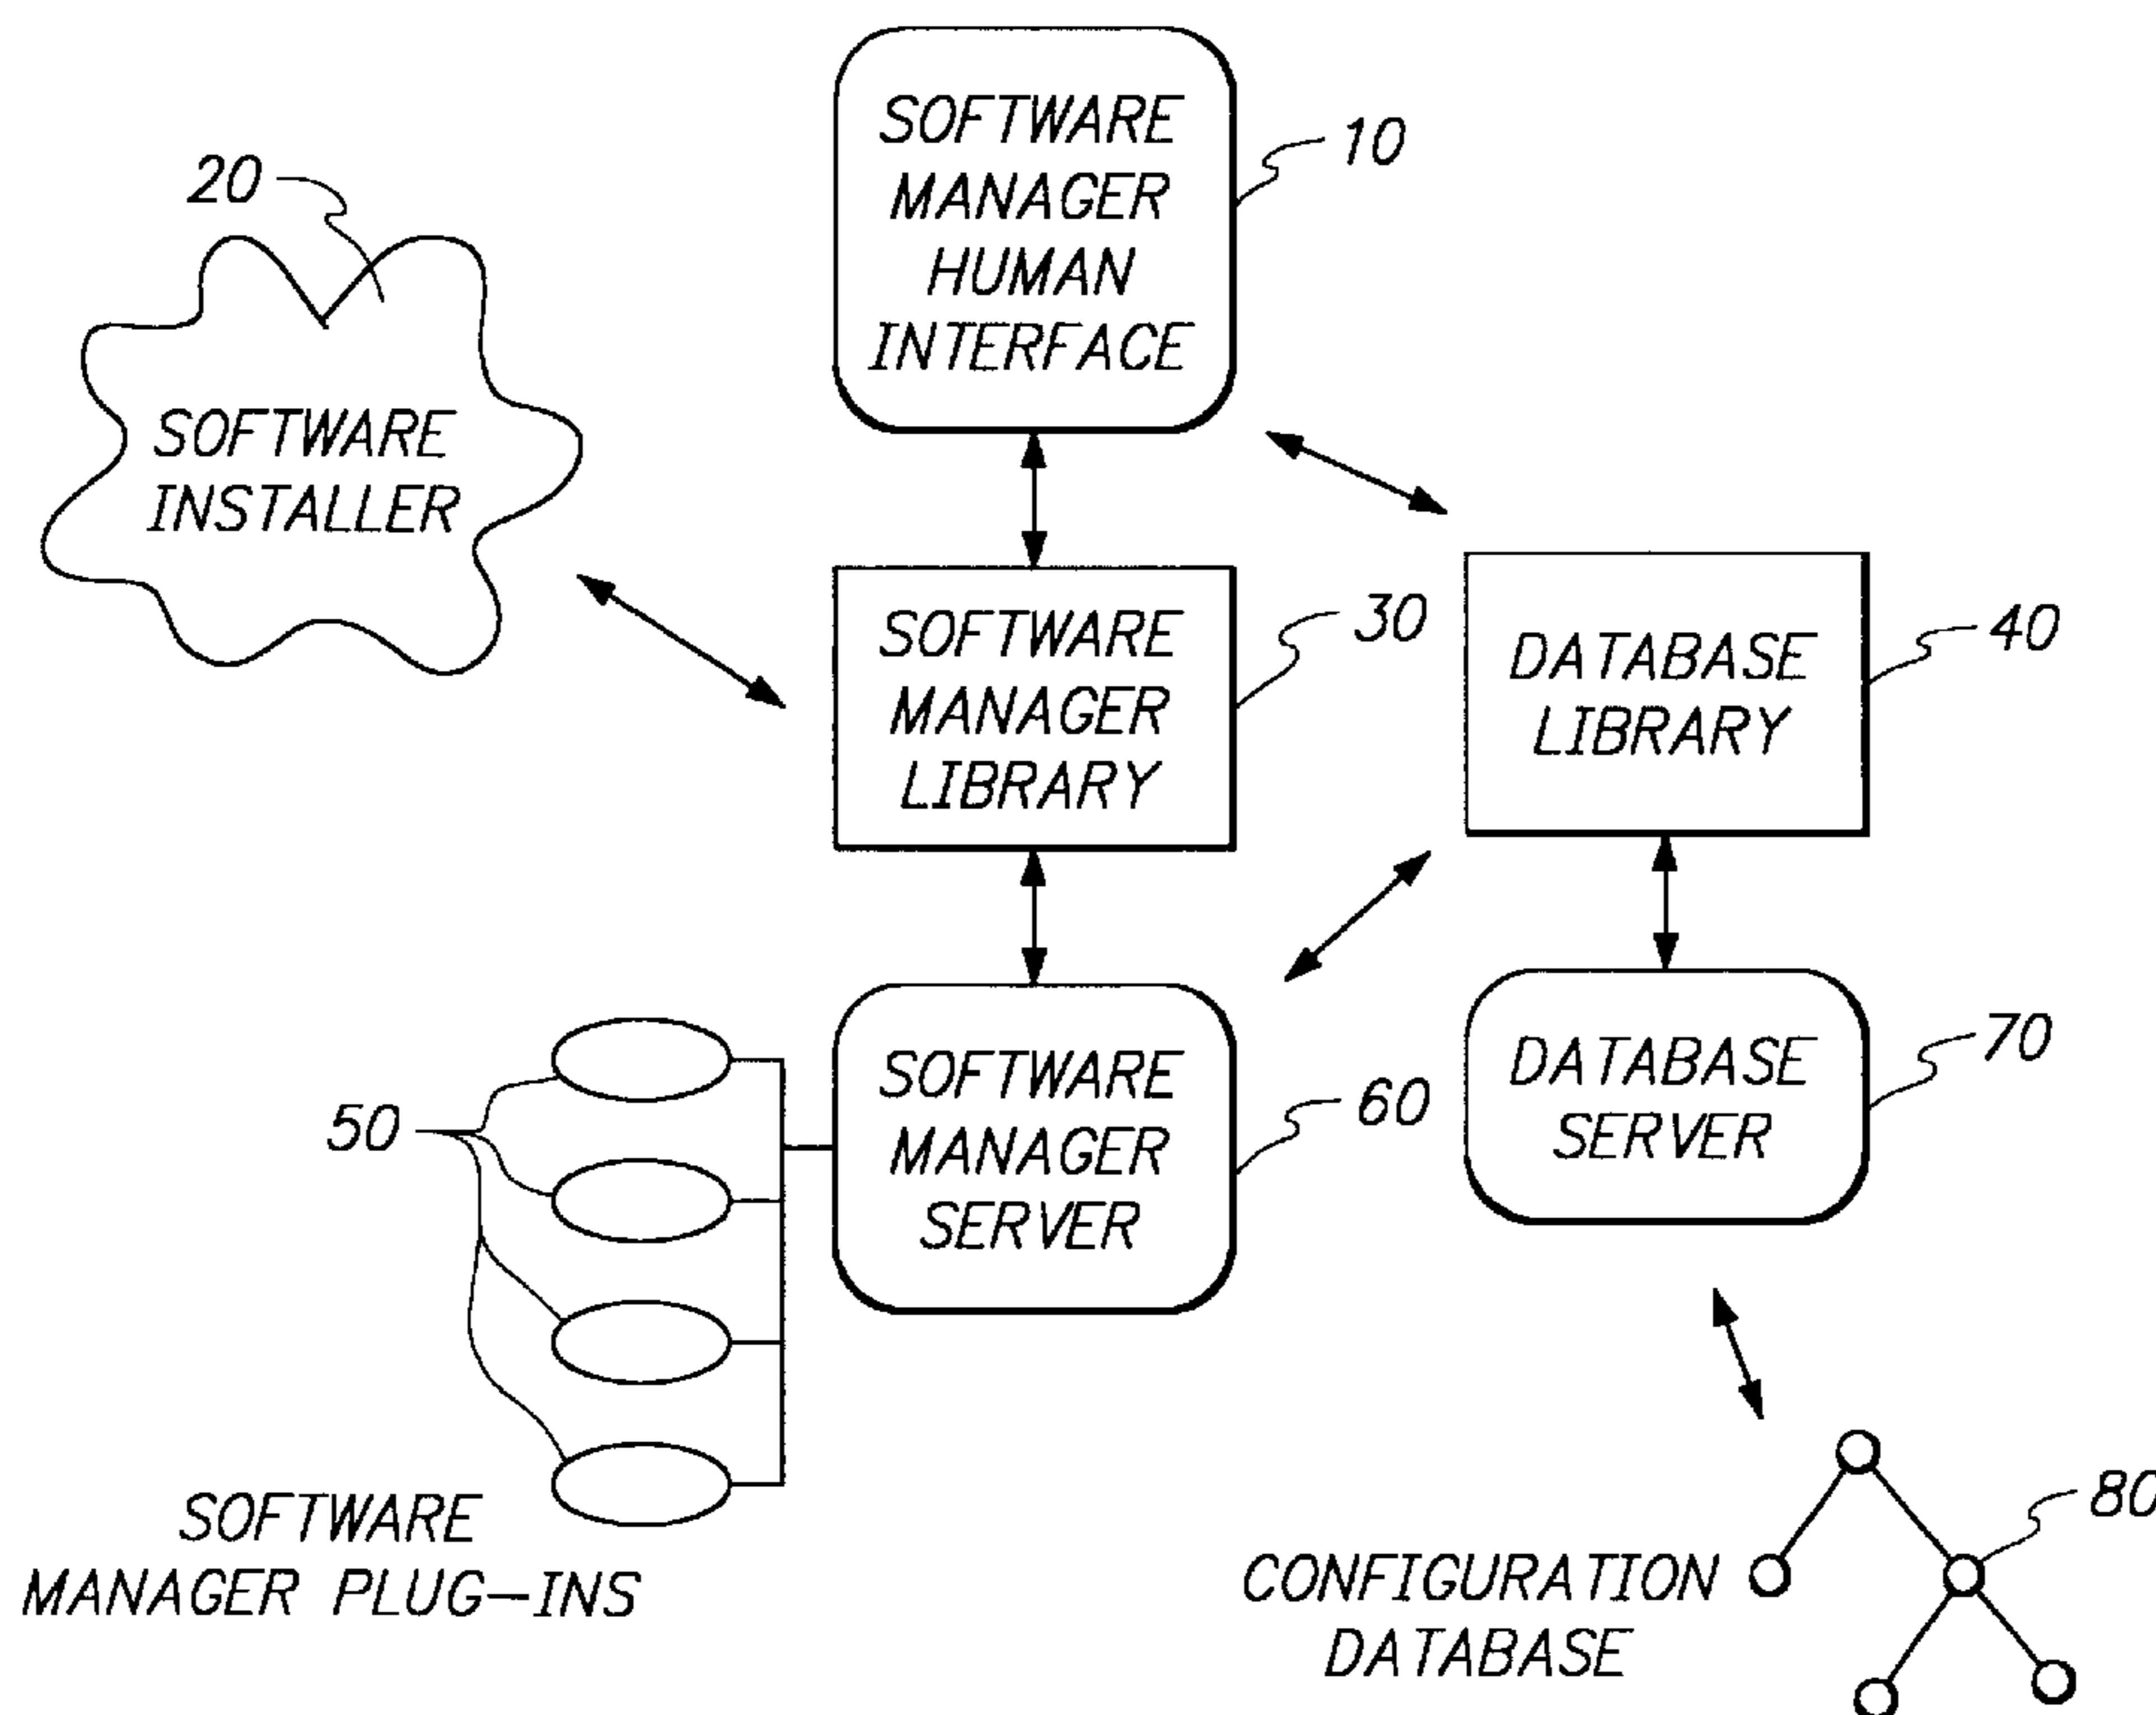 SOFTWARE
MANAGER
HUMAN
INTERFACE
10
20
SOFTWARE
INSTALLER
SOFTWARE
MANAGER
LIBRARY
30
DATABASE
LIBRARY
40
50
SOFTWARE
MANAGER
SERVER
60
DATABASE
SERVER
70
SOFTWARE
MANAGER PLUG-INS
CONFIGURATION
DATABASE
80